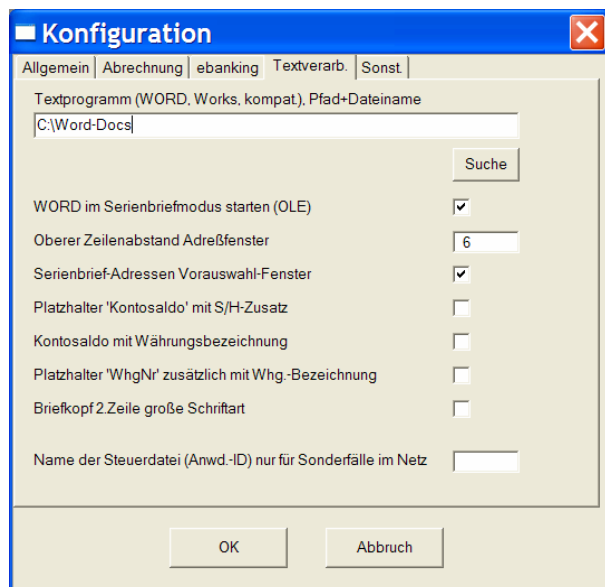 Konfiguration
Allgemein Abrechnung ebanking Textverarb. Sonst.
Textprogramm (WORD, Works, kompat.), Pfad+Dateiname
C:\Word-Docs
Suche
WORD im Serienbriefmodus starten (OLE)
Oberer Zeilenabstand Adreßfenster 6
Serienbrief-Adressen Vorauswahl-Fenster
Platzhalter 'Kontosaldo' mit S/H-Zusatz
Kontosaldo mit Währungsbezeichnung
Platzhalter 'WhgNr' zusätzlich mit Whg.-Bezeichnung
Briefkopf 2.Zeile große Schriftart
Name der Steuerdatei (Anwd.-ID) nur für Sonderfälle im Netz
OK Abbruch